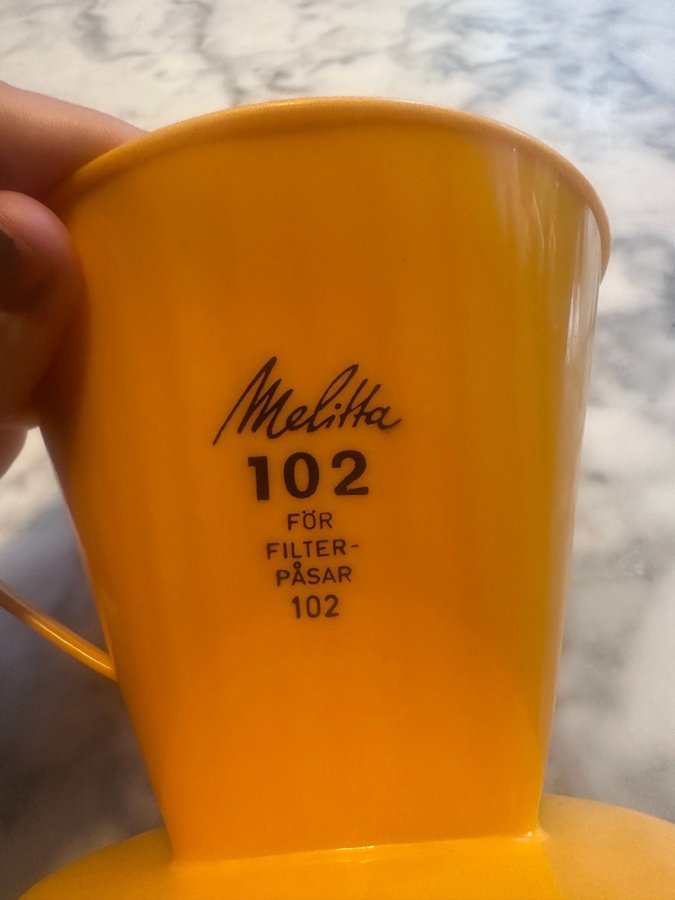 Melitta
102
FÖR
FILTER-
PÅSAR
102